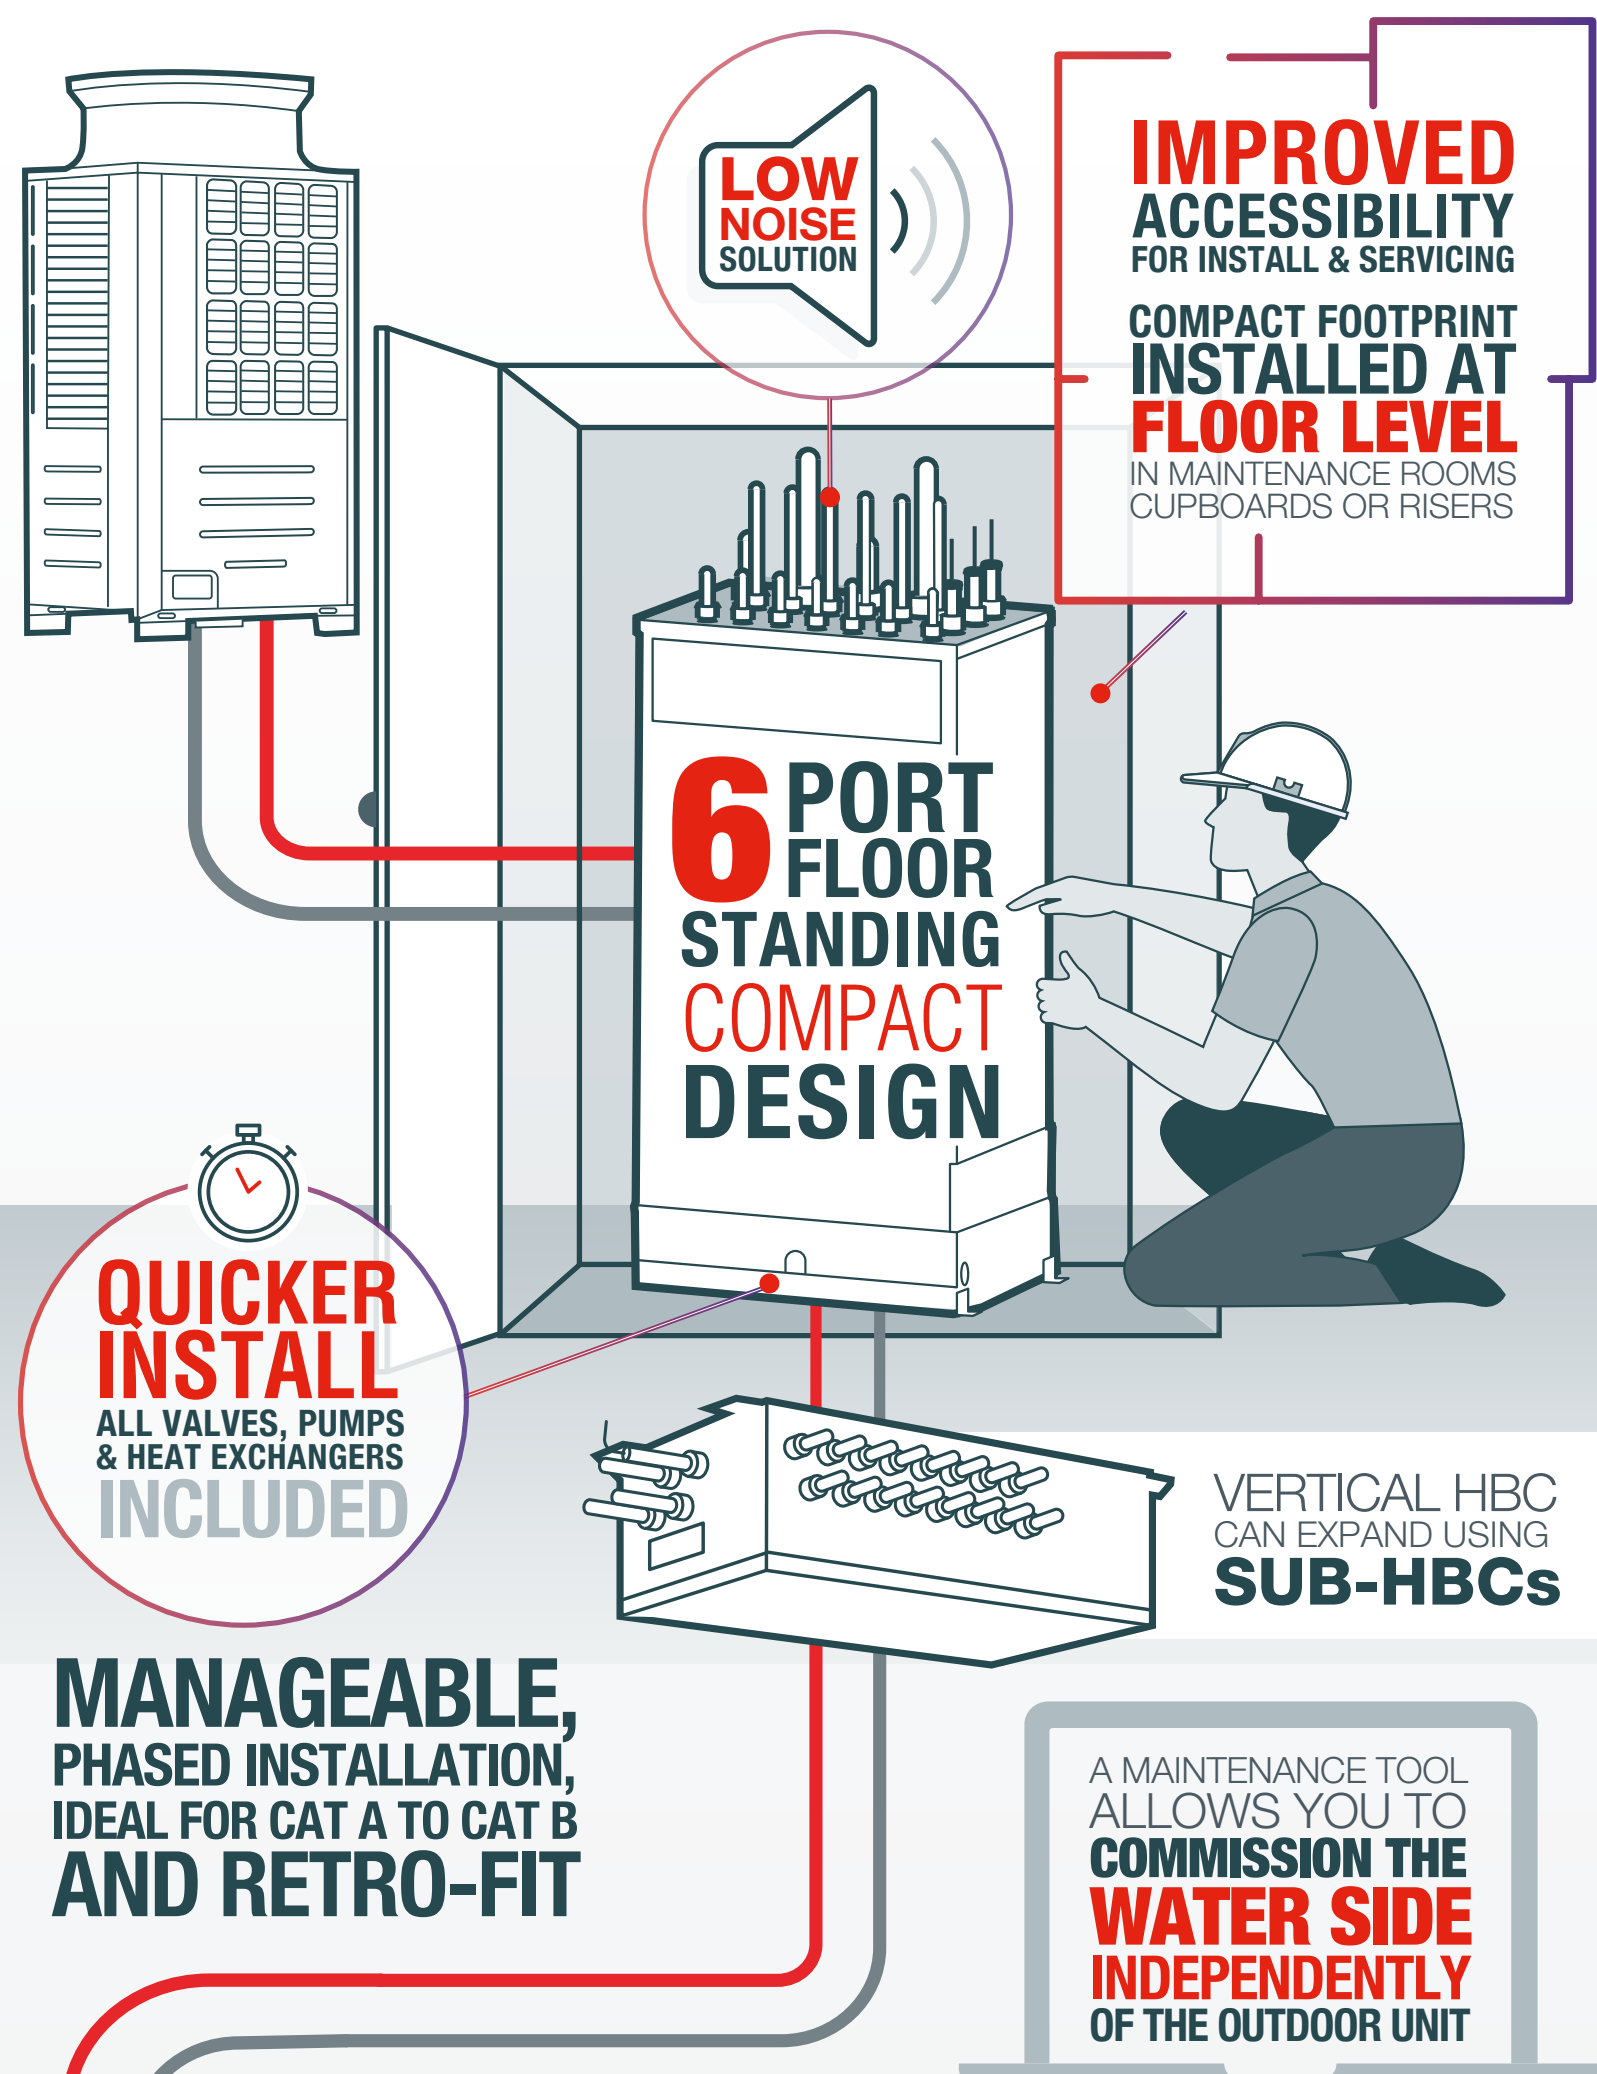 LOW
NOISE
SOLUTION
IMPROVED
ACCESSIBILITY
FOR INSTALL & SERVICING
COMPACT FOOTPRINT
INSTALLED AT
FLOOR LEVEL
IN MAINTENANCE ROOMS
CUPBOARDS OR RISERS
6 PORT
FLOOR
STANDING
COMPACT
DESIGN
QUICKER
INSTALL
ALL VALVES, PUMPS
& HEAT EXCHANGERS
INCLUDED
VERTICAL HBC
CAN EXPAND USING
SUB-HBCs
MANAGEABLE,
PHASED INSTALLATION,
IDEAL FOR CAT A TO CAT B
AND RETRO-FIT
A MAINTENANCE TOOL
ALLOWS YOU TO
COMMISSION THE
WATER SIDE
INDEPENDENTLY
OF THE OUTDOOR UNIT